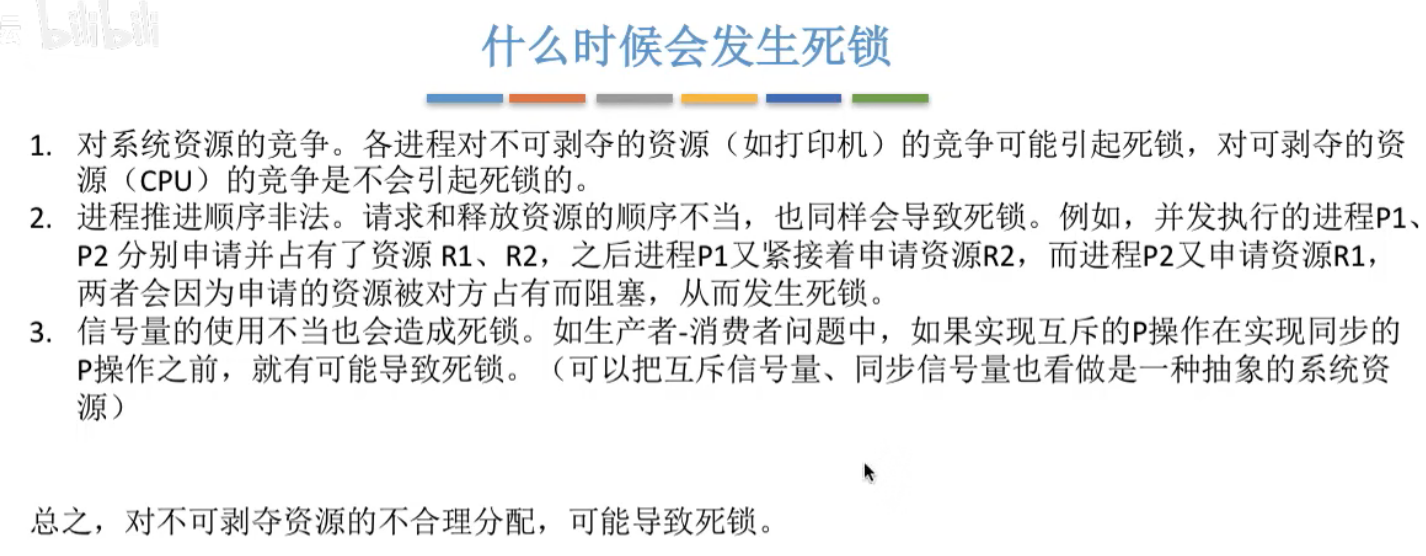 bilibili
什么时候会发生死锁
1. 对系统资源的竞争。各进程对不可剥夺的资源（如打印机）的竞争可能引起死锁，对可剥夺的资
源（CPU）的竞争是不会引起死锁的。
2. 进程推进顺序非法。请求和释放资源的顺序不当，也同样会导致死锁。例如，并发执行的进程P1、
P2 分别申请并占有了资源 R1、R2，之后进程P1又紧接着申请资源R2，而进程P2又申请资源R1，
两者会因为申请的资源被对方占有而阻塞，从而发生死锁。
3. 信号量的使用不当也会造成死锁。如生产者-消费者问题中，如果实现互斥的P操作在实现同步的
P操作之前，就有可能导致死锁。（可以把互斥信号量、同步信号量也看做是一种抽象的系统资
源）
总之，对不可剥夺资源的不合理分配，可能导致死锁。